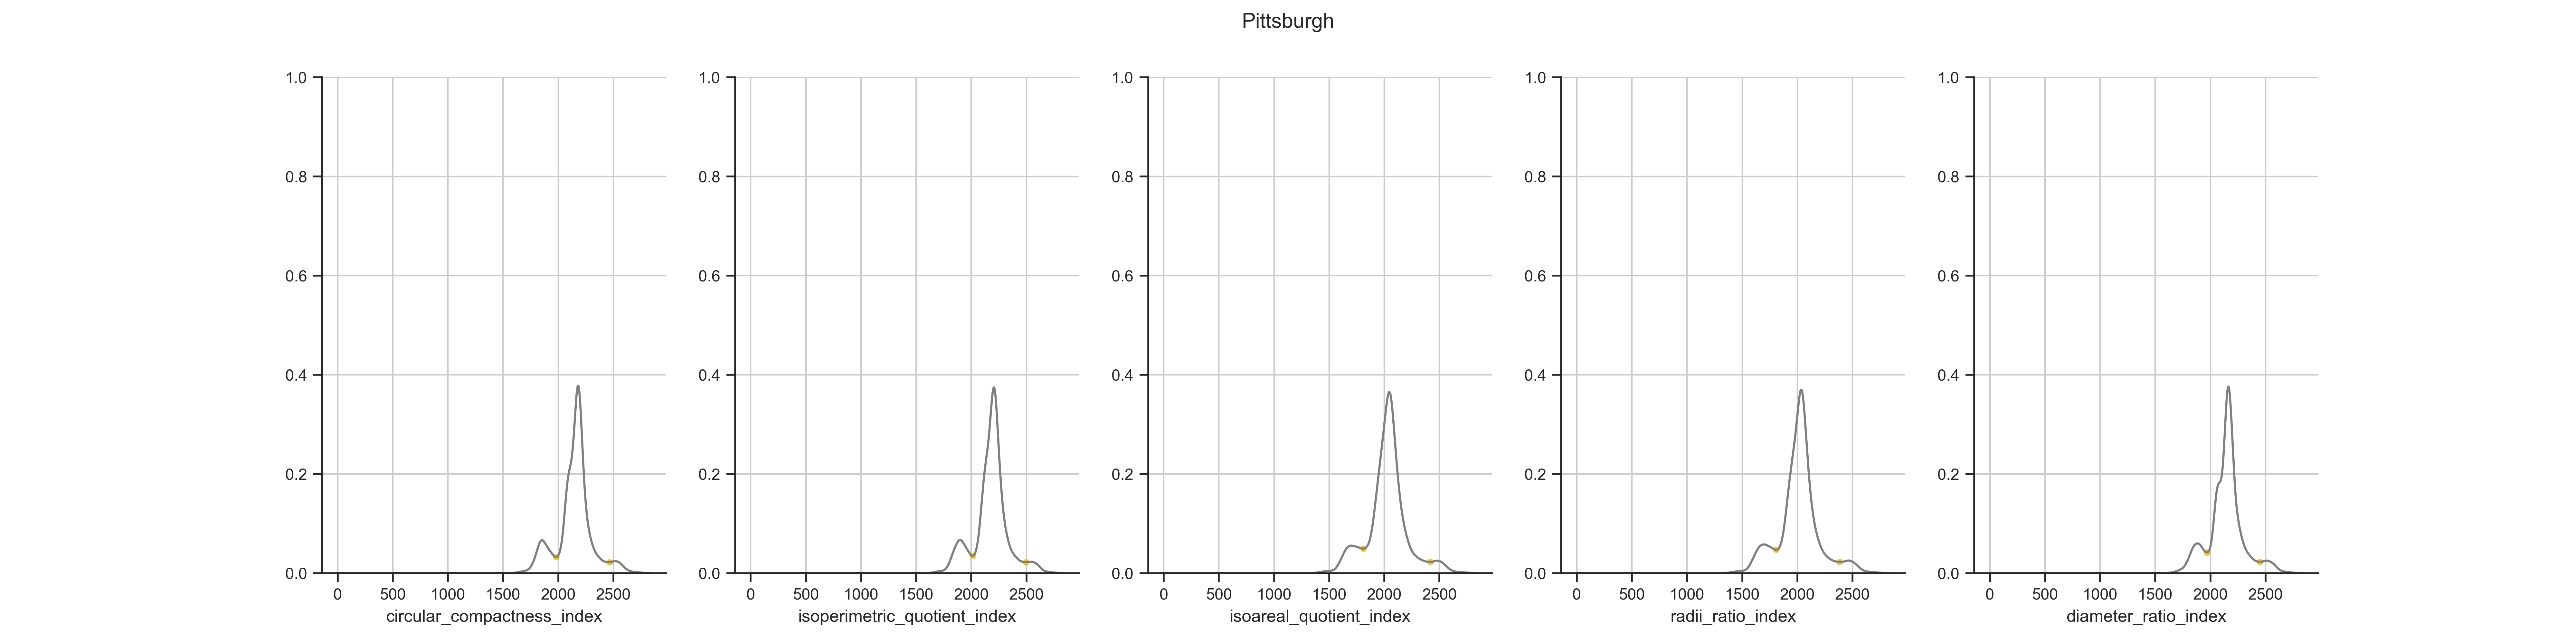 Pittsburgh
1.0 1.0 1.0 1.0 1.0
0.8 0.8 0.8 0.8 0.8
0.6 0.6 0.6 0.6 0.6
0.4 0.4 0.4 0.4 0.4
0.2 0.2 0.2 0.2 0.2
0.0 0.0 0.0 0.0 0.0
0 500 1000 1500 2000 2500 0 500 1000 1500 2000 2500 0 500 1000 1500 2000 2500 0 500 1000 1500 2000 2500 0 500 1000 1500 2000 2500
circular_compactness_index isoperimetric_quotient_index isoareal_quotient_index radii_ratio_index diameter_ratio_index